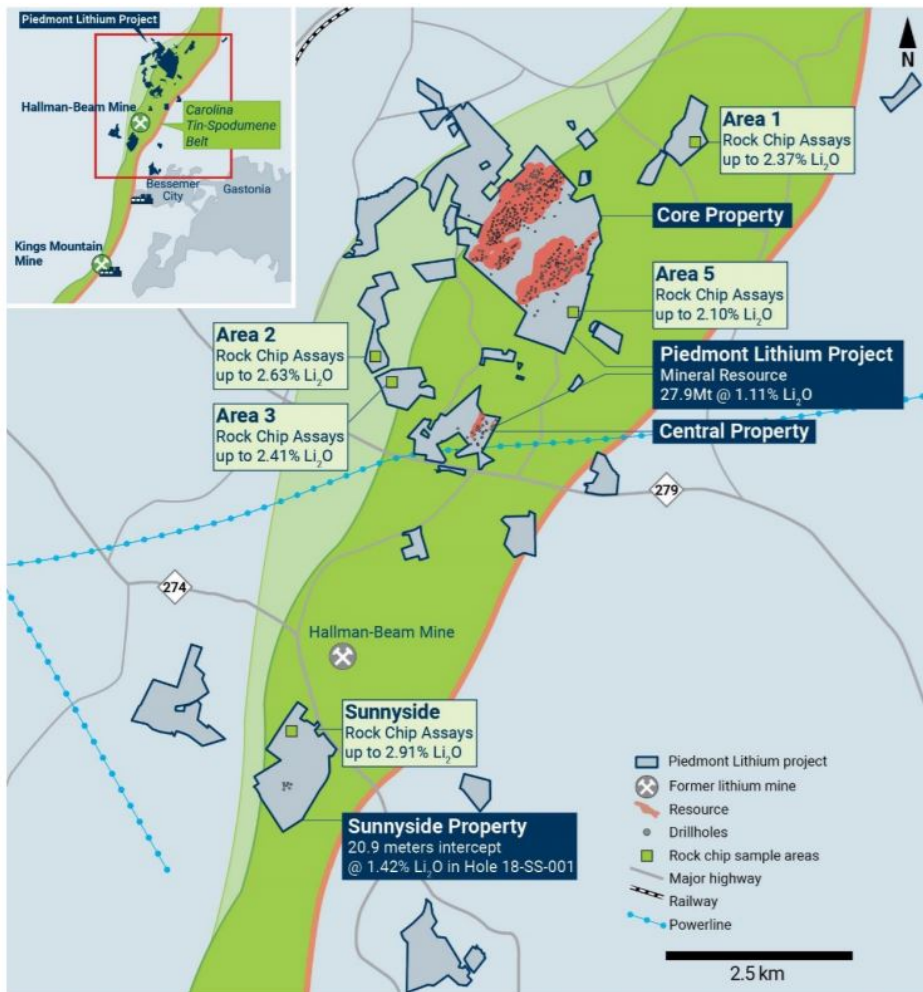 Piedmont Lithium Project
Hallman-Beam Mine
Carolina
Tin-Spodumene
Belt
Bessemer
City
Gastonia
Kings Mountain
Mine
N
Area 1
Rock Chip Assays
up to 2.37% Li₂O
Core Property
Area 5
Rock Chip Assays
up to 2.10% Li₂O
Area 2
Rock Chip Assays
up to 2.63% Li₂O
Piedmont Lithium Project
Mineral Resource
27.9Mt @ 1.11% Li₂O
Area 3
Rock Chip Assays
up to 2.41% Li₂O
Central Property
279
274
Hallman-Beam Mine
Sunnyside
Rock Chip Assays
up to 2.91% Li₂O
Sunnyside Property
20.9 meters intercept
@ 1.42% Li₂O in Hole 18-SS-001
Piedmont Lithium project
Former lithium mine
Resource
Drillholes
Rock chip sample areas
Major highway
Railway
Powerline
2.5 km